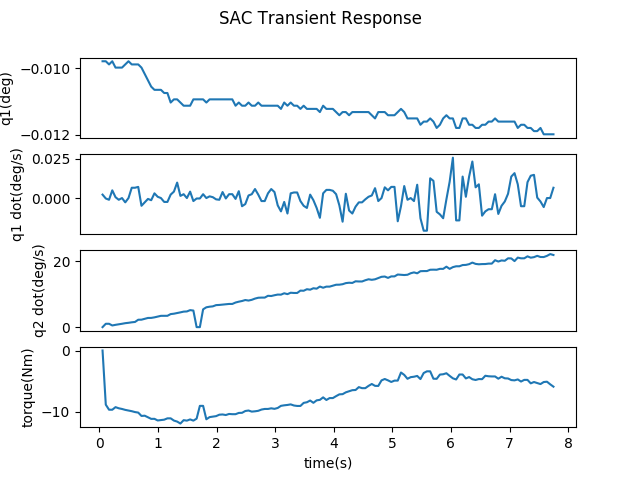 SAC Transient Response
q1(deg)
−0.010
−0.012
q1 dot(deg/s)
0.025
0.000
q2 dot(deg/s)
20
0
torque(Nm)
0
−10
0 1 2 3 4 5 6 7 8
time(s)